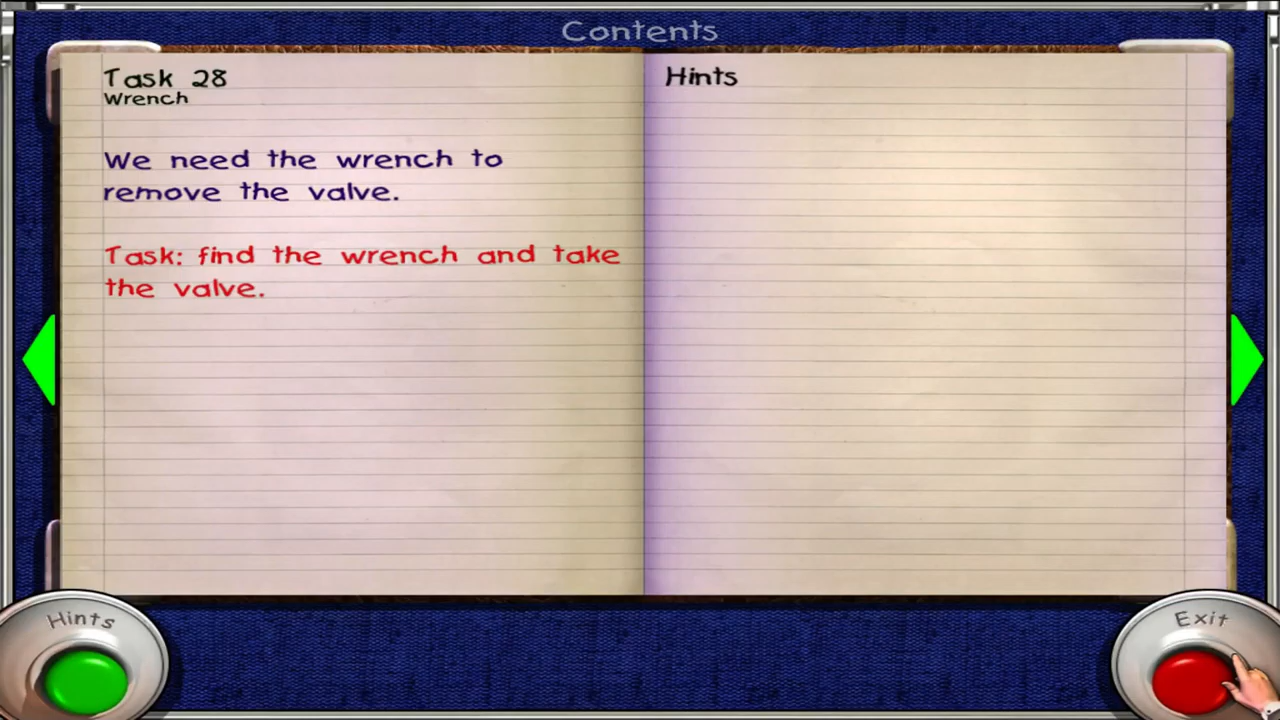 Contents
Task 28
Wrench
We need the wrench to
remove the valve.
Task: find the wrench and take
the valve.
Hints
Hints
Exit